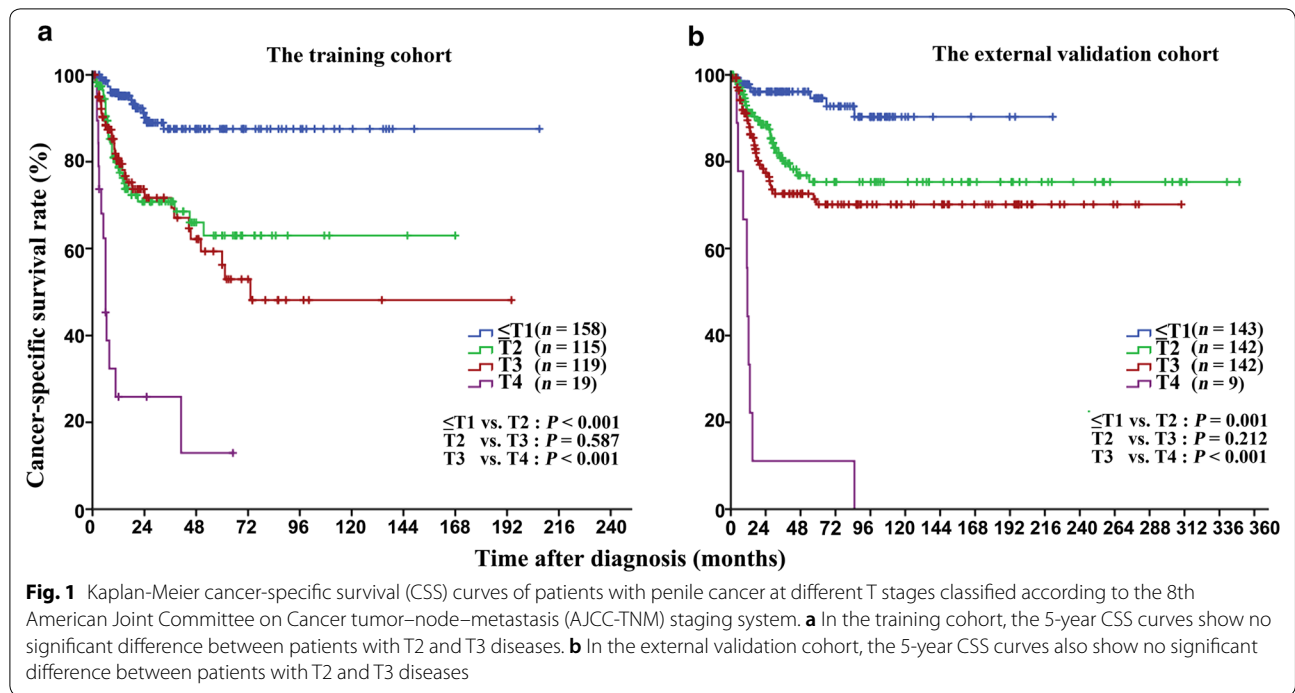 a
The training cohort
b
The external validation cohort
Cancer-specific survival rate (%)
100
80
60
40
20
0
≤T1 (n = 158)
T2 (n = 115)
T3 (n = 119)
T4 (n = 19)
≤T1 vs. T2 : P < 0.001
T2 vs. T3 : P = 0.587
T3 vs. T4 : P < 0.001
0 24 48 72 96 120 144 168 192 216 240
100
80
60
40
20
0
≤T1 (n = 143)
T2 (n = 142)
T3 (n = 142)
T4 (n = 9)
≤T1 vs. T2 : P = 0.001
T2 vs. T3 : P = 0.212
T3 vs. T4 : P < 0.001
0 24 48 72 96 120 144 168 192 216 240 264 288 312 336 360
Time after diagnosis (months)
Fig. 1 Kaplan-Meier cancer-specific survival (CSS) curves of patients with penile cancer at different T stages classified according to the 8th
American Joint Committee on Cancer tumor–node–metastasis (AJCC-TNM) staging system. a In the training cohort, the 5-year CSS curves show no
significant difference between patients with T2 and T3 diseases. b In the external validation cohort, the 5-year CSS curves also show no significant
difference between patients with T2 and T3 diseases